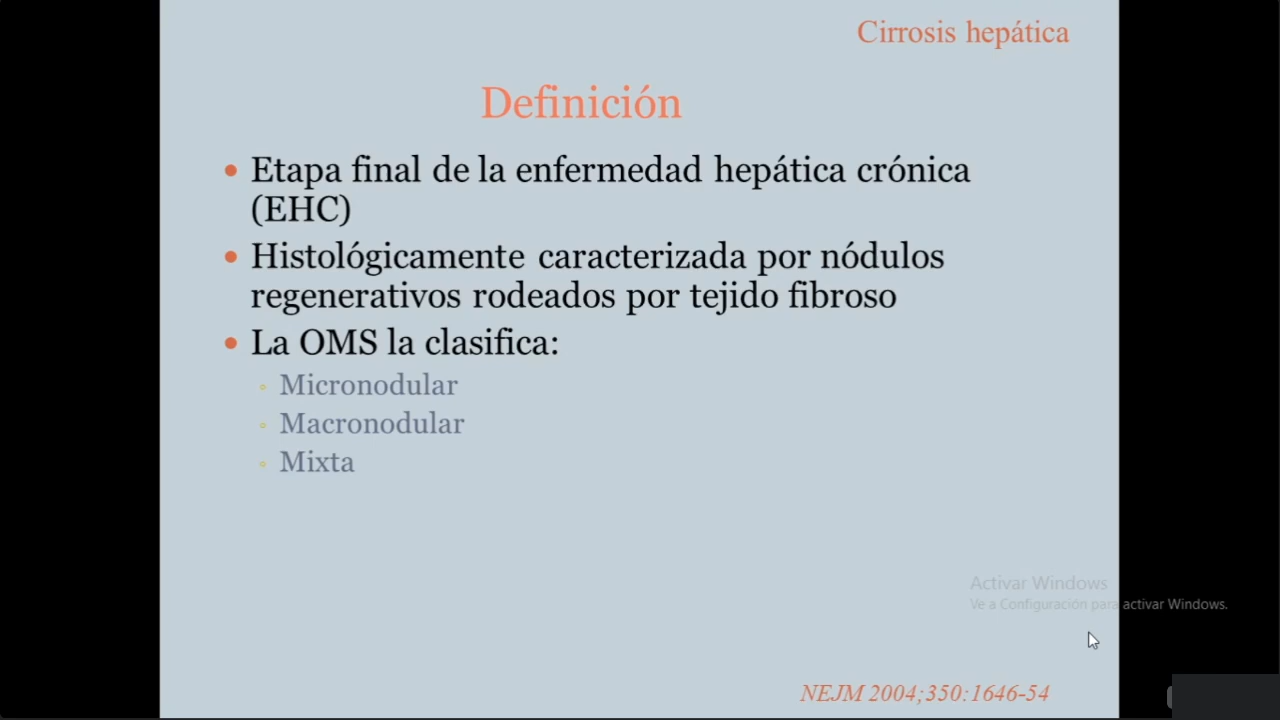 Cirrosis hepática
Definición
• Etapa final de la enfermedad hepática crónica
(EHC)
• Histológicamente caracterizada por nódulos
regenerativos rodeados por tejido fibroso
• La OMS la clasifica:
◦ Micronodular
◦ Macronodular
◦ Mixta
Activar Windows
Ve a Configuración para activar Windows.
NEJM 2004;350:1646-54